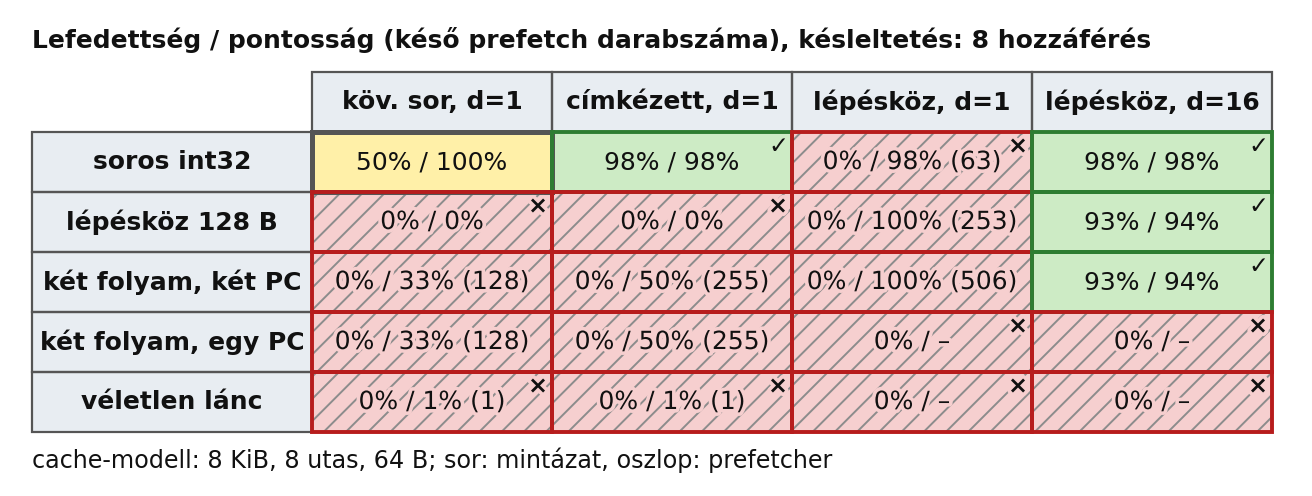 Lefedettség / pontosság (késő prefetch darabszáma), késleltetés: 8 hozzáférés
köv. sor, d=1 címkézett, d=1 lépésköz, d=1 lépésköz, d=16
soros int32 50% / 100% 98% / 98% ✓ 0% / 98% (63) × 98% / 98% ✓
lépésköz 128 B 0% / 0% × 0% / 0% × 0% / 100% (253) 93% / 94% ✓
két folyam, két PC 0% / 33% (128) 0% / 50% (255) 0% / 100% (506) 93% / 94% ✓
két folyam, egy PC 0% / 33% (128) 0% / 50% (255) 0% / – × 0% / – ×
véletlen lánc 0% / 1% (1) × 0% / 1% (1) × 0% / – × 0% / – ×
cache-modell: 8 KiB, 8 utas, 64 B; sor: mintázat, oszlop: prefetcher